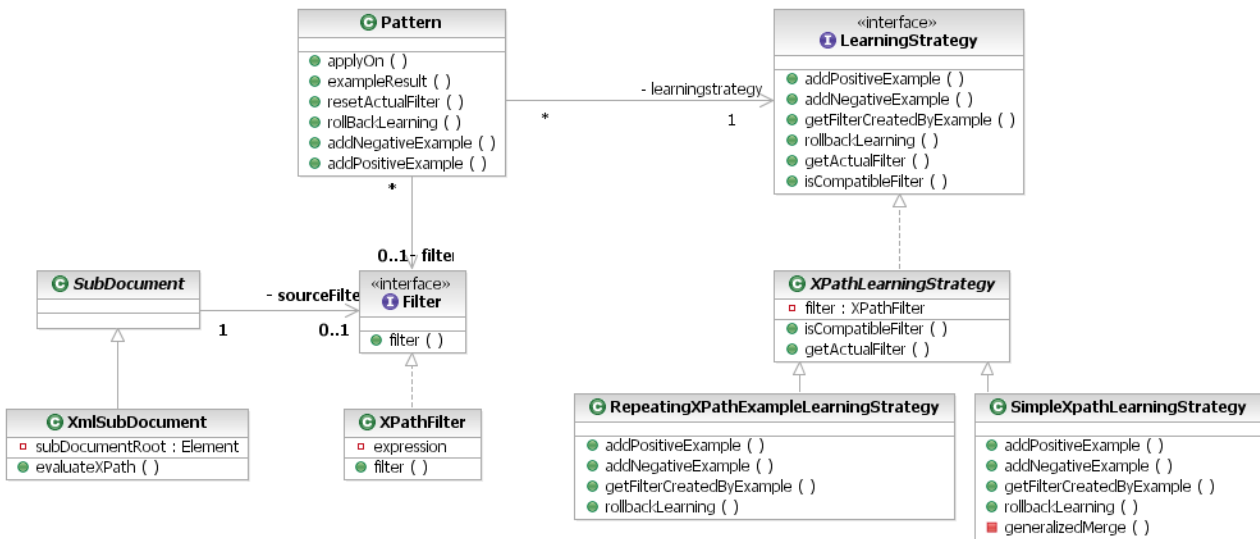 Pattern
applyOn ( )
exampleResult ( )
resetActualFilter ( )
rollBackLearning ( )
addNegativeExample ( )
addPositiveExample ( )
- learningstrategy
*
1
«interface»
LearningStrategy
addPositiveExample ( )
addNegativeExample ( )
getFilterCreatedByExample ( )
rollbackLearning ( )
getActualFilter ( )
isCompatibleFilter ( )
*
0..1 - filter
SubDocument
- sourceFilte
1
0..1
«interface»
Filter
filter ( )
XPathLearningStrategy
filter : XPathFilter
isCompatibleFilter ( )
getActualFilter ( )
XmlSubDocument
subDocumentRoot : Element
evaluateXPath ( )
XPathFilter
expression
filter ( )
RepeatingXPathExampleLearningStrategy
addPositiveExample ( )
addNegativeExample ( )
getFilterCreatedByExample ( )
rollbackLearning ( )
SimpleXpathLearningStrategy
addPositiveExample ( )
addNegativeExample ( )
getFilterCreatedByExample ( )
rollbackLearning ( )
generalizedMerge ( )